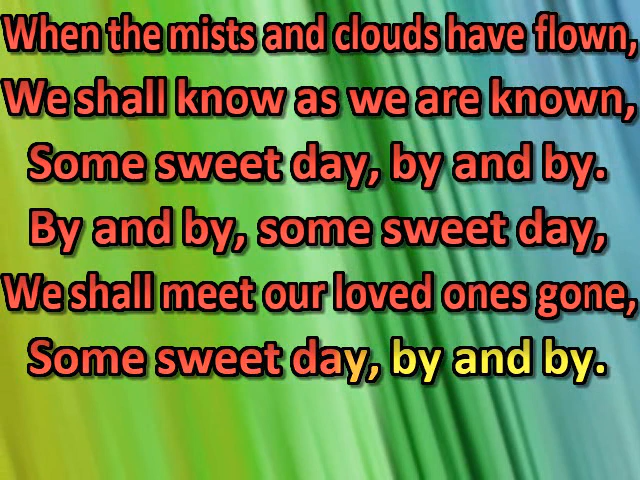 When the mists and clouds have flown,
We shall know as we are known,
Some sweet day, by and by.
By and by, some sweet day,
We shall meet our loved ones gone,
Some sweet day, by and by.